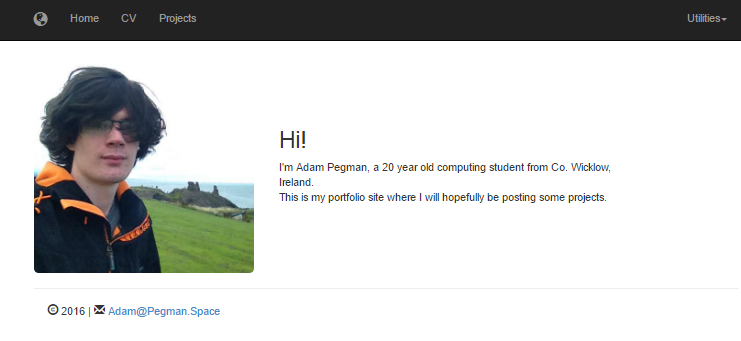 Home CV Projects Utilities
Hi!
I'm Adam Pegman, a 20 year old computing student from Co. Wicklow,
Ireland.
This is my portfolio site where I will hopefully be posting some projects.
© 2016 | Adam@Pegman.Space